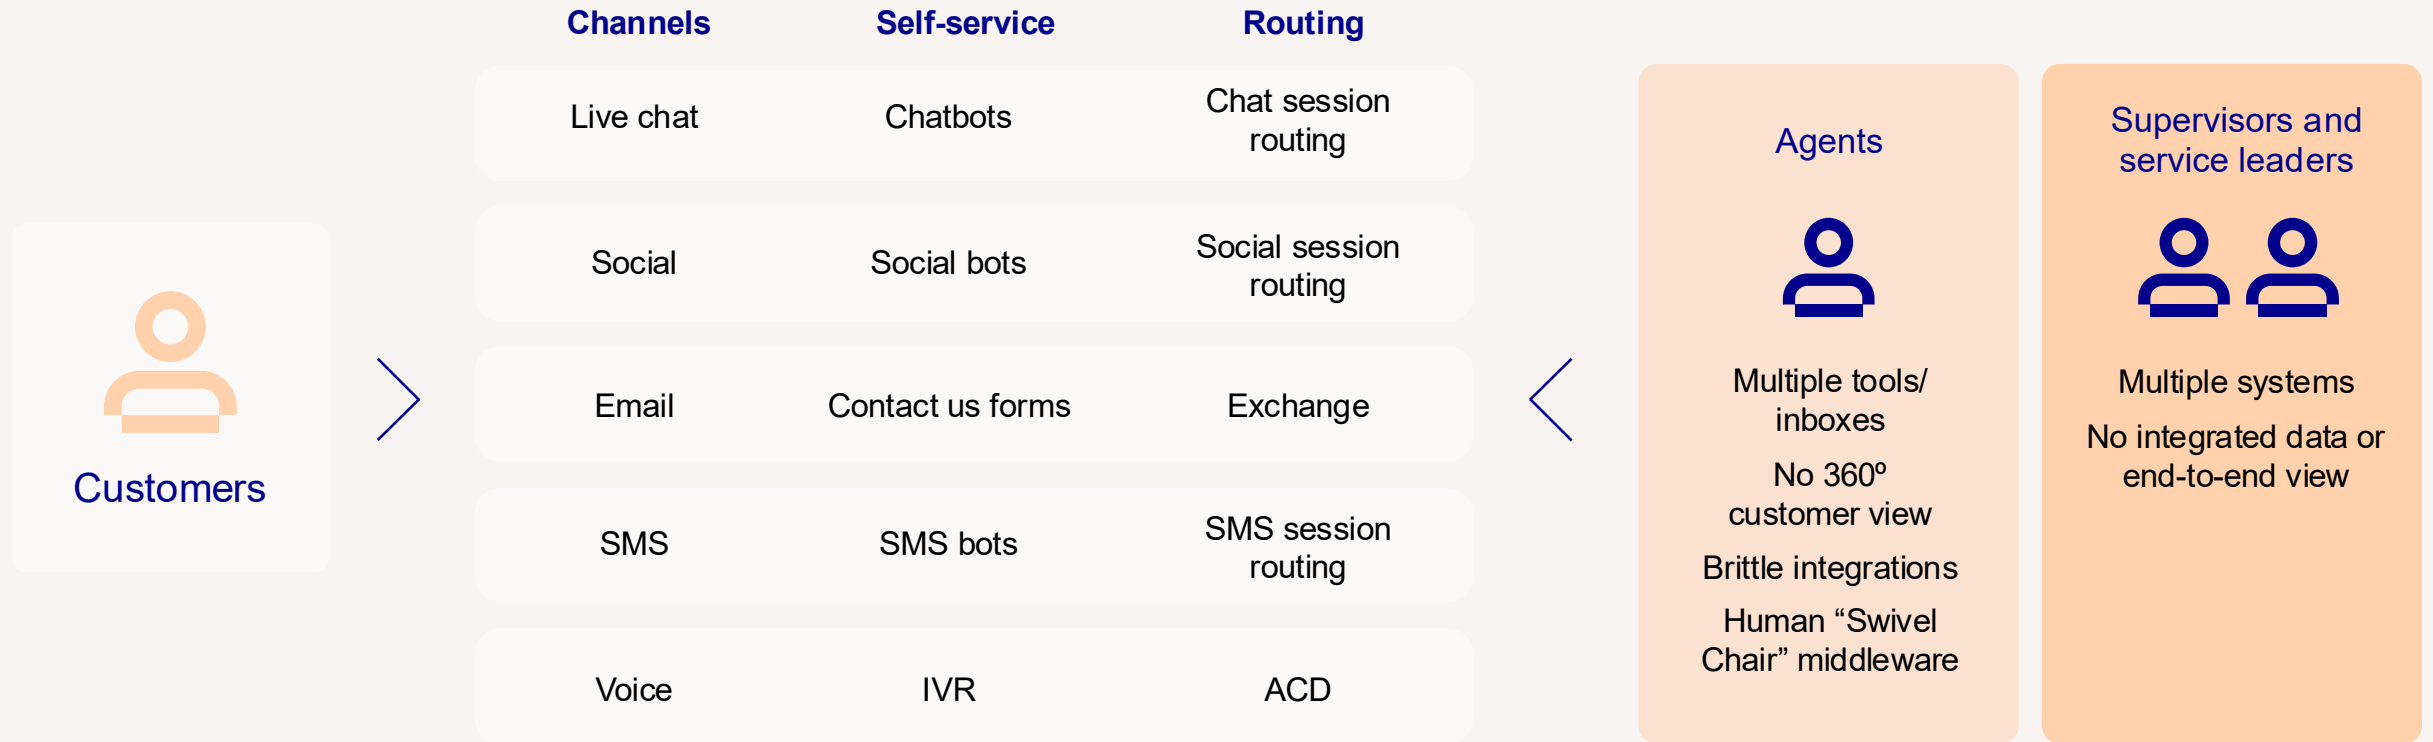 Channels
Self-service
Routing
Customers
Live chat
Chatbots
Chat session
routing
Social
Social bots
Social session
routing
Email
Contact us forms
Exchange
SMS
SMS bots
SMS session
routing
Voice
IVR
ACD
Agents
Multiple tools/
inboxes
No 360º
customer view
Brittle integrations
Human “Swivel
Chair” middleware
Supervisors and
service leaders
Multiple systems
No integrated data or
end-to-end view